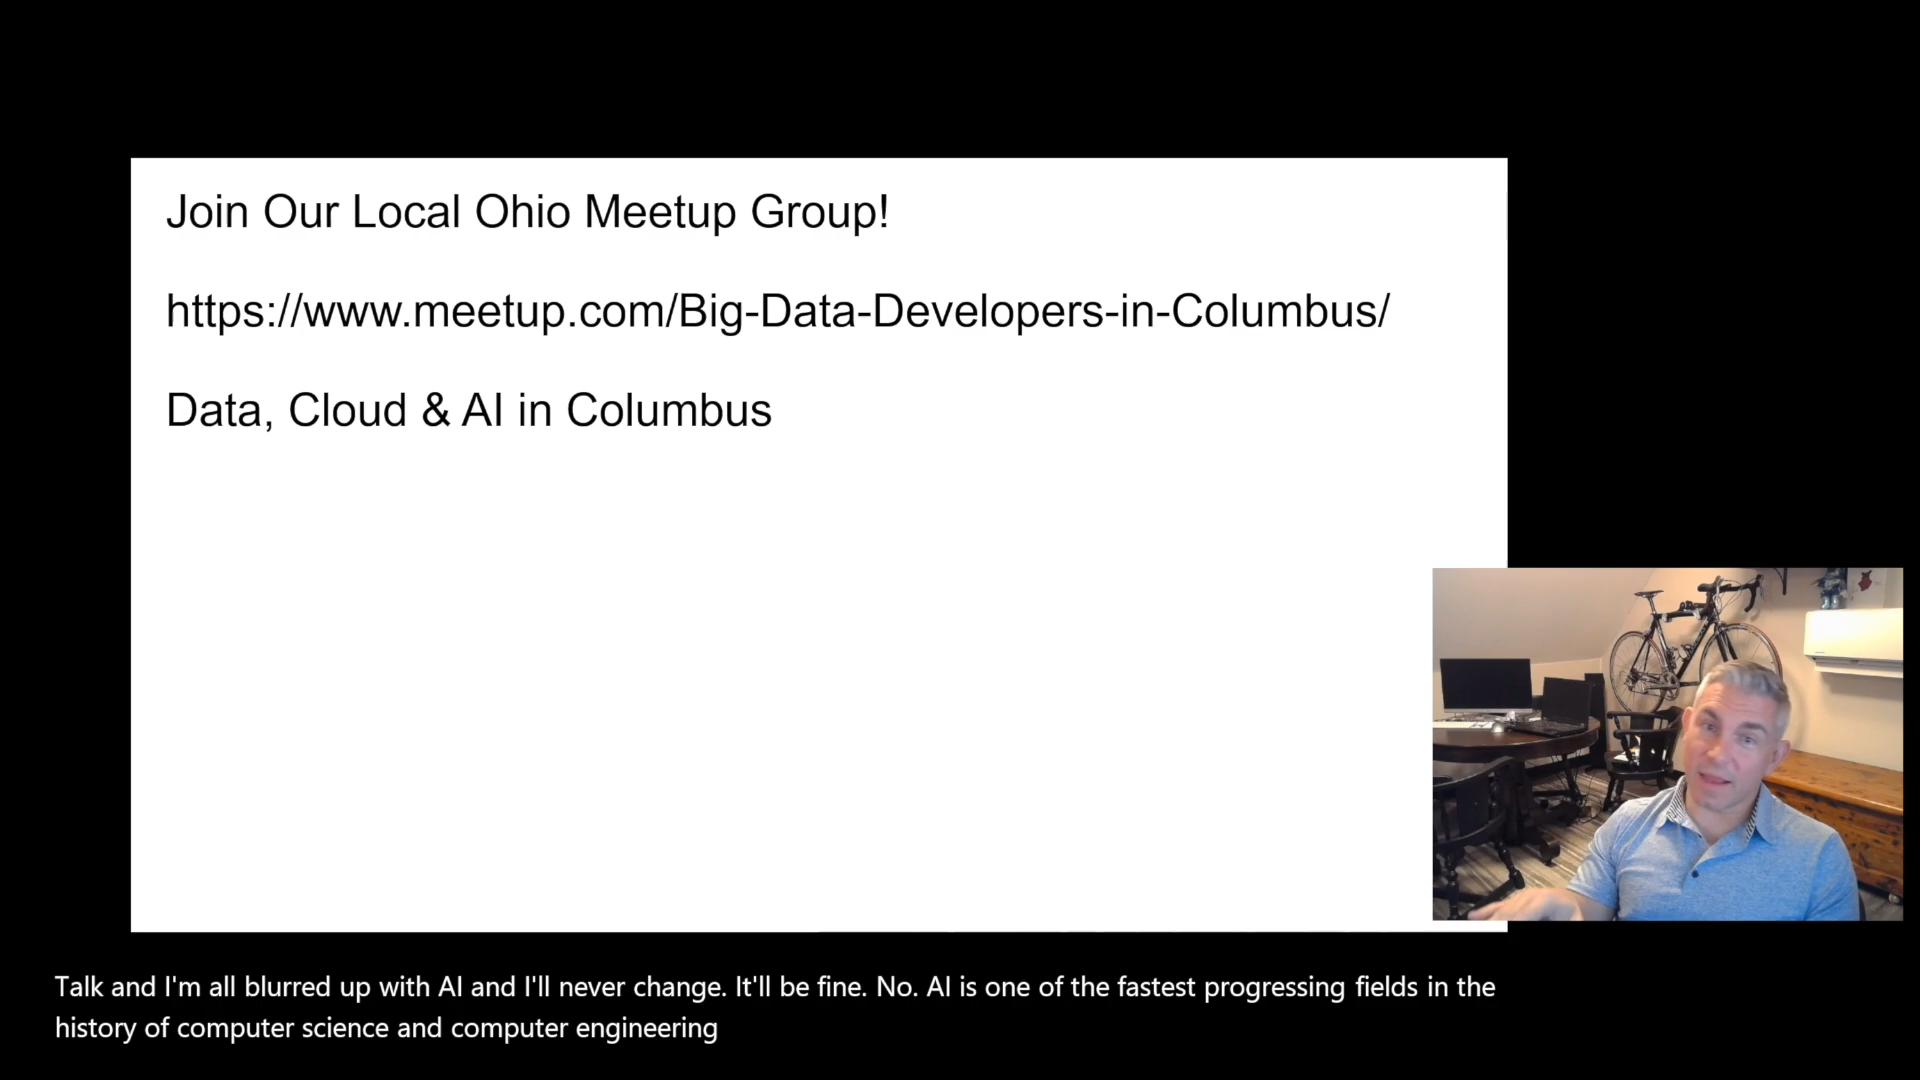 Join Our Local Ohio Meetup Group!
https://www.meetup.com/Big-Data-Developers-in-Columbus/
Data, Cloud & AI in Columbus
Talk and I'm all blurred up with AI and I'll never change. It'll be fine. No. AI is one of the fastest progressing fields in the
history of computer science and computer engineering